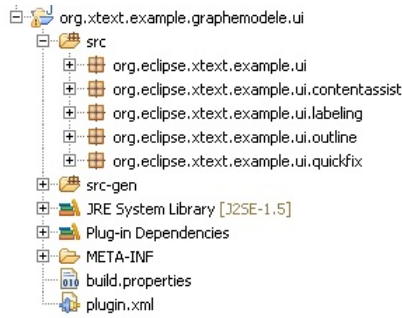 org.xtext.example.graphemodele.ui
src
org.eclipse.xtext.example.ui
org.eclipse.xtext.example.ui.contentassist
org.eclipse.xtext.example.ui.labeling
org.eclipse.xtext.example.ui.outline
org.eclipse.xtext.example.ui.quickfix
src-gen
JRE System Library [J2SE-1.5]
Plug-in Dependencies
META-INF
build.properties
plugin.xml